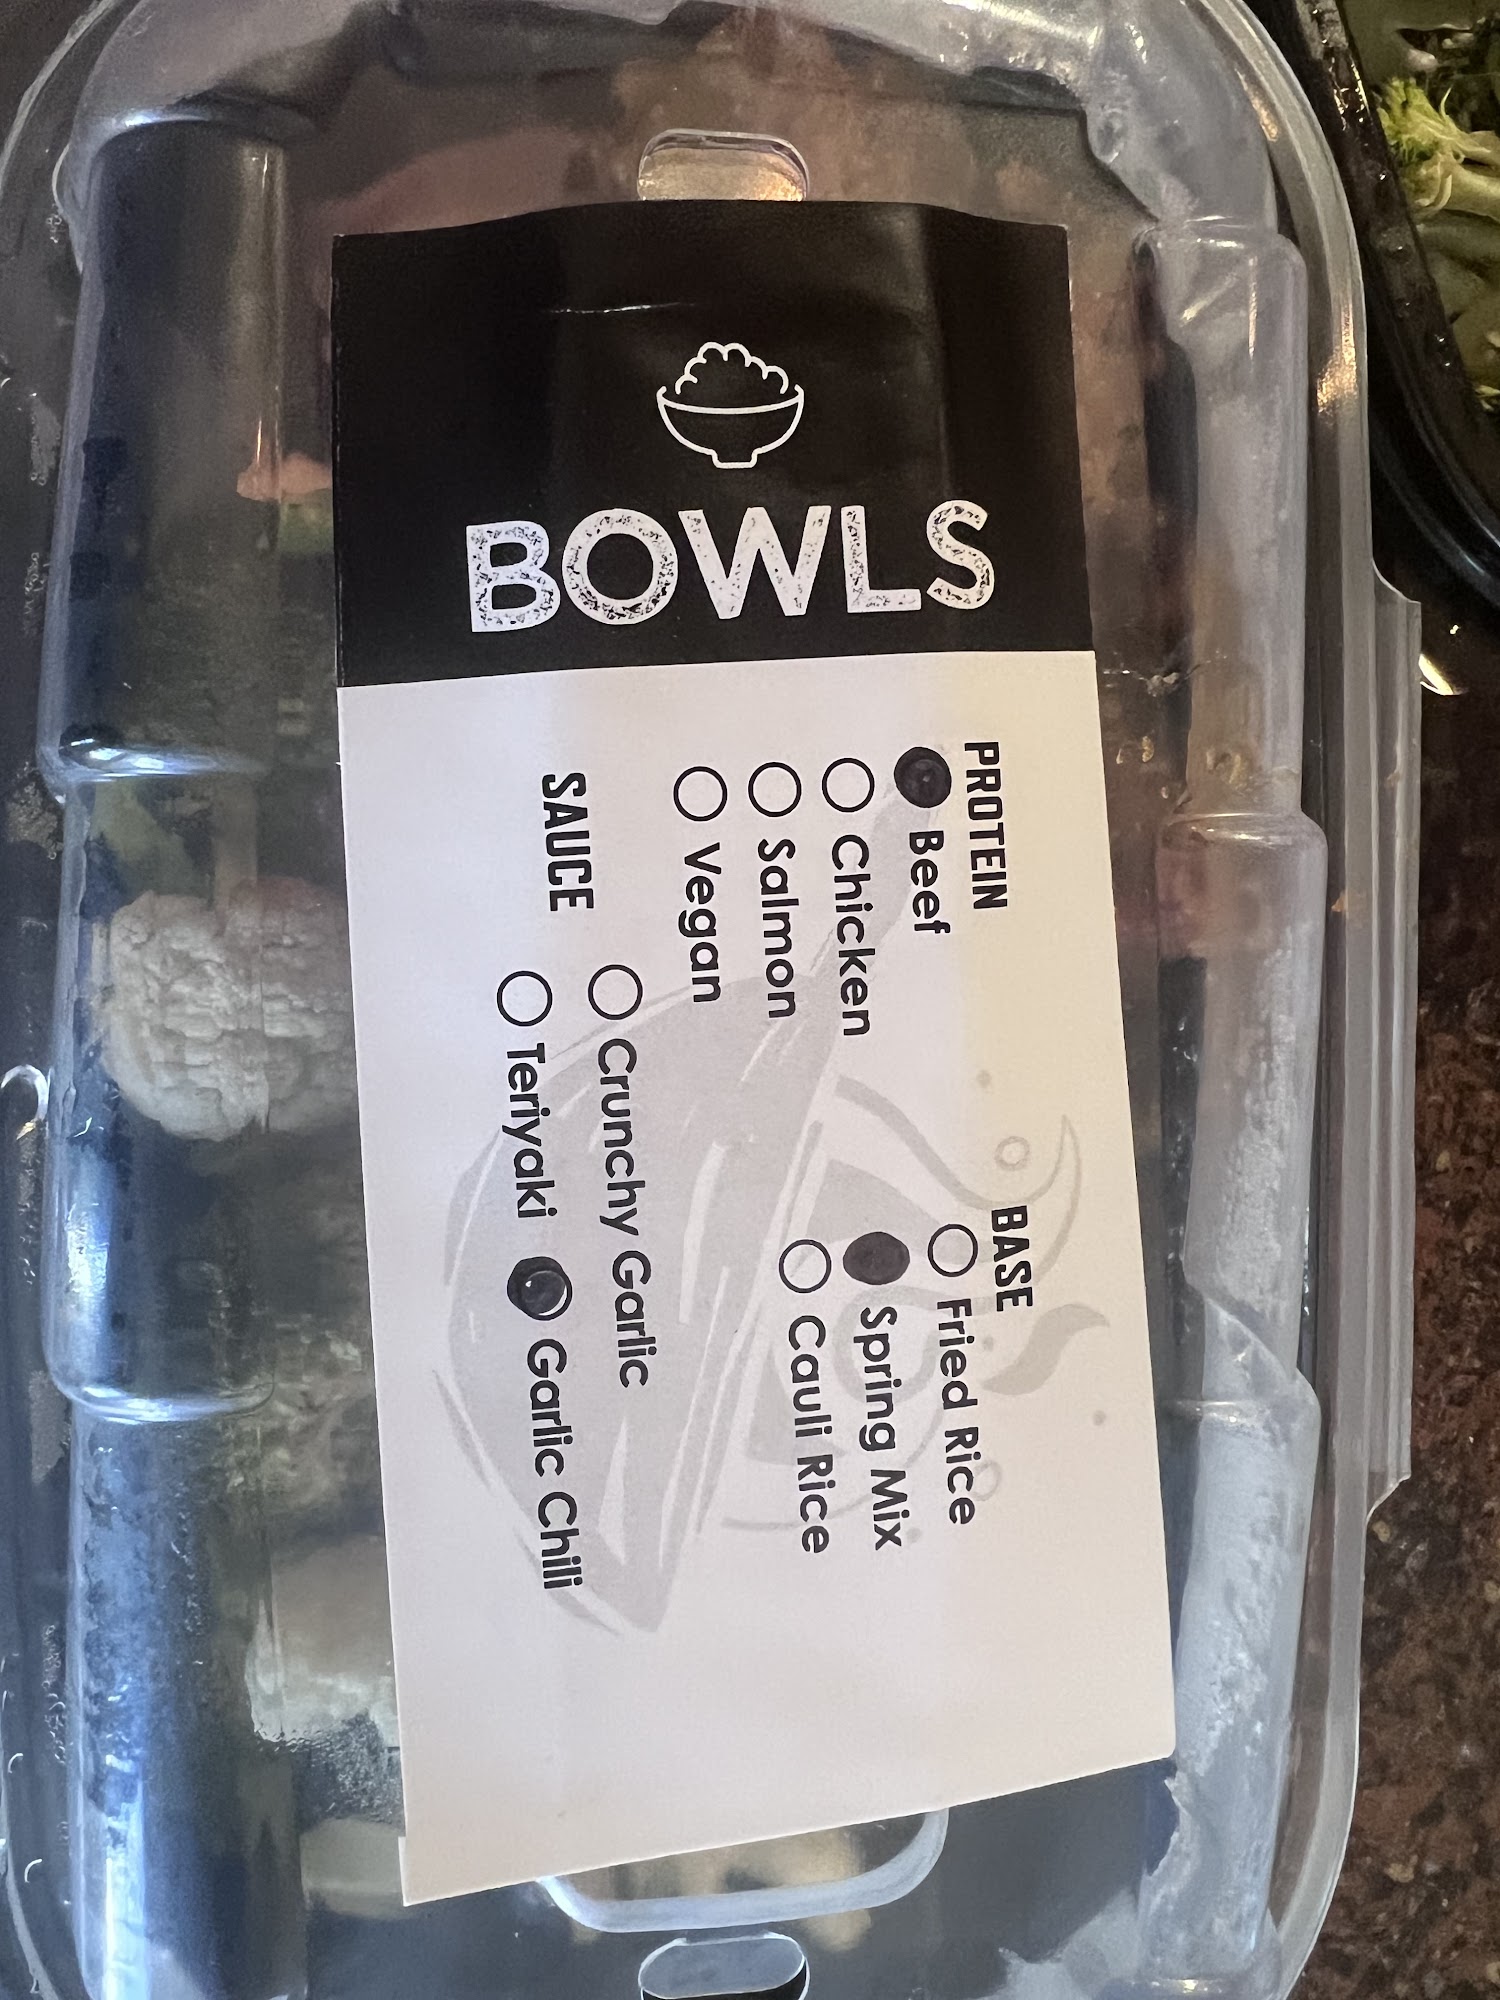 BOWLS
PROTEIN
Beef
Chicken
Salmon
Vegan
BASE
Fried Rice
Spring Mix
Cauli Rice
SAUCE
Crunchy Garlic
Teriyaki Garlic Chili